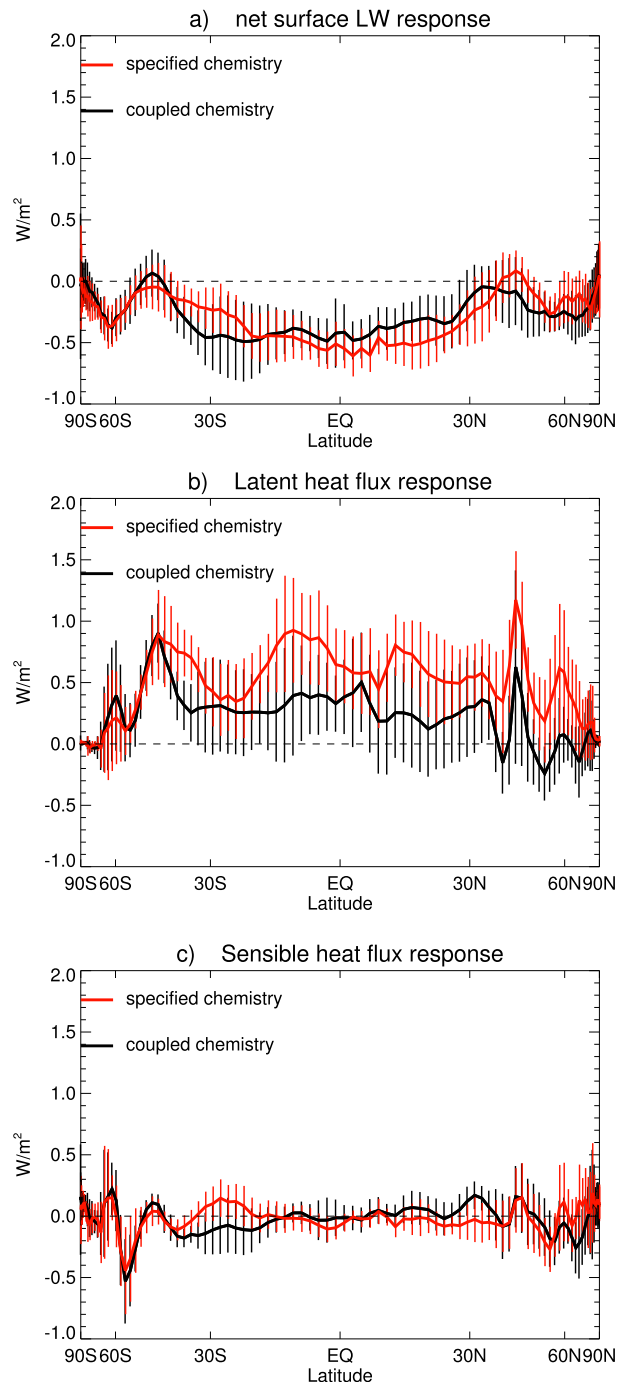 a) net surface LW response
2.0
specified chemistry
1.5
coupled chemistry
1.0
W/m²
0.5
0.0
-0.5
-1.0
90S 60S 30S EQ 30N 60N 90N
Latitude
b) Latent heat flux response
2.0
specified chemistry
1.5
coupled chemistry
1.0
W/m²
0.5
0.0
-0.5
-1.0
90S 60S 30S EQ 30N 60N 90N
Latitude
c) Sensible heat flux response
2.0
specified chemistry
1.5
coupled chemistry
1.0
W/m²
0.5
0.0
-0.5
-1.0
90S 60S 30S EQ 30N 60N 90N
Latitude